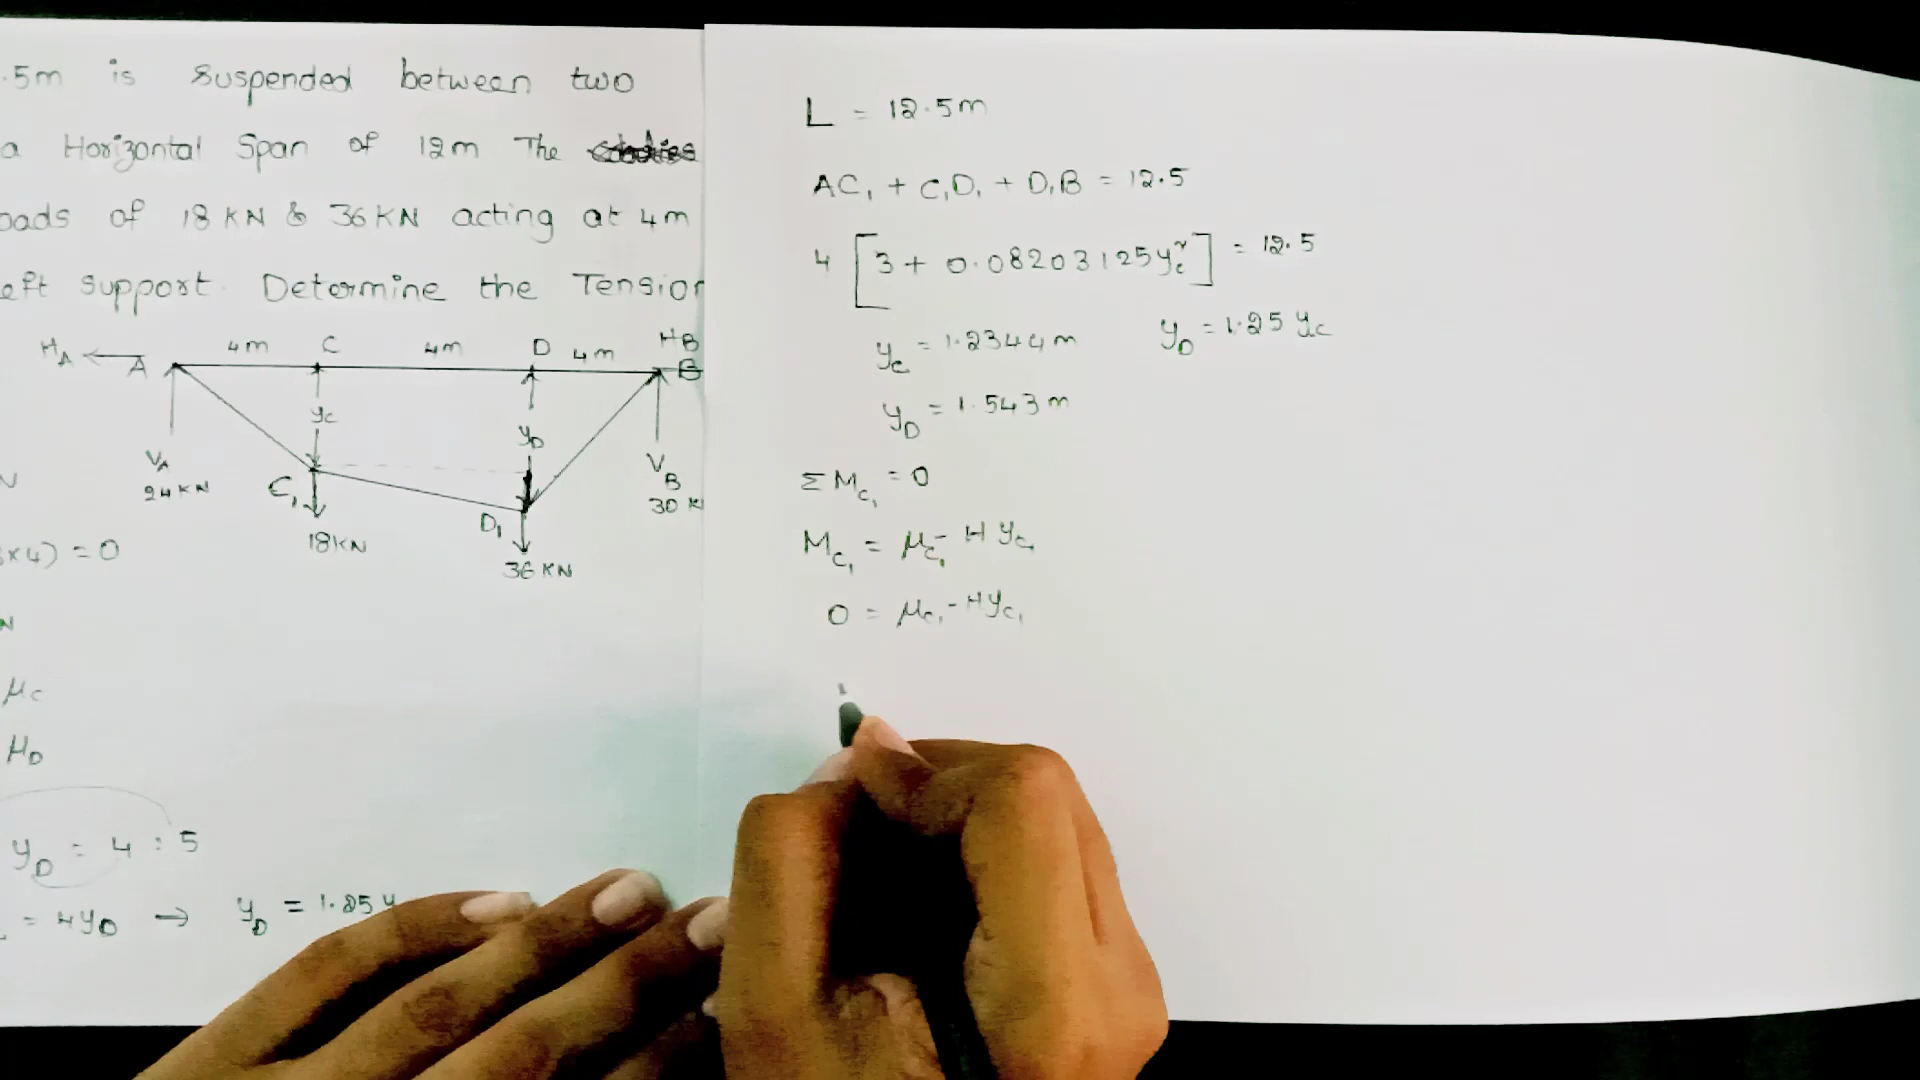 .5m is suspended between two
a Horizontal Span of 12m The
oads of 18 KN & 36 KN acting at 4m
eft support. Determine the Tension
HA A 4m C 4m D 4m HB B
yc yD
VA 24 KN C1 18KN D1 36 KN VB 30 K
×4) = 0
N
μc
μD
yD = 4 : 5
= 4yD → yD = 1.25 y
L = 12.5m
AC1 + C1D1 + D1B = 12.5
4 [3 + 0.08203125yc²] = 12.5
yc = 1.2344 m yD = 1.25 yc
yD = 1.543 m
ΣMC1 = 0
MC1 = μC1 - H yC1
0 = μC1 - HyC1